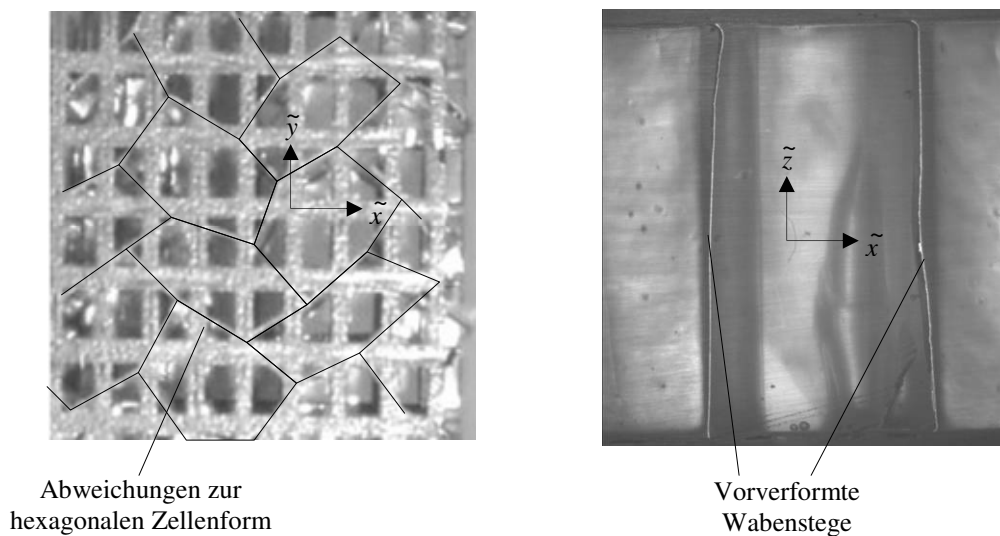 ỹ
x̃
z̃
x̃
Abweichungen zur
hexagonalen Zellenform
Vorverformte
Wabenstege